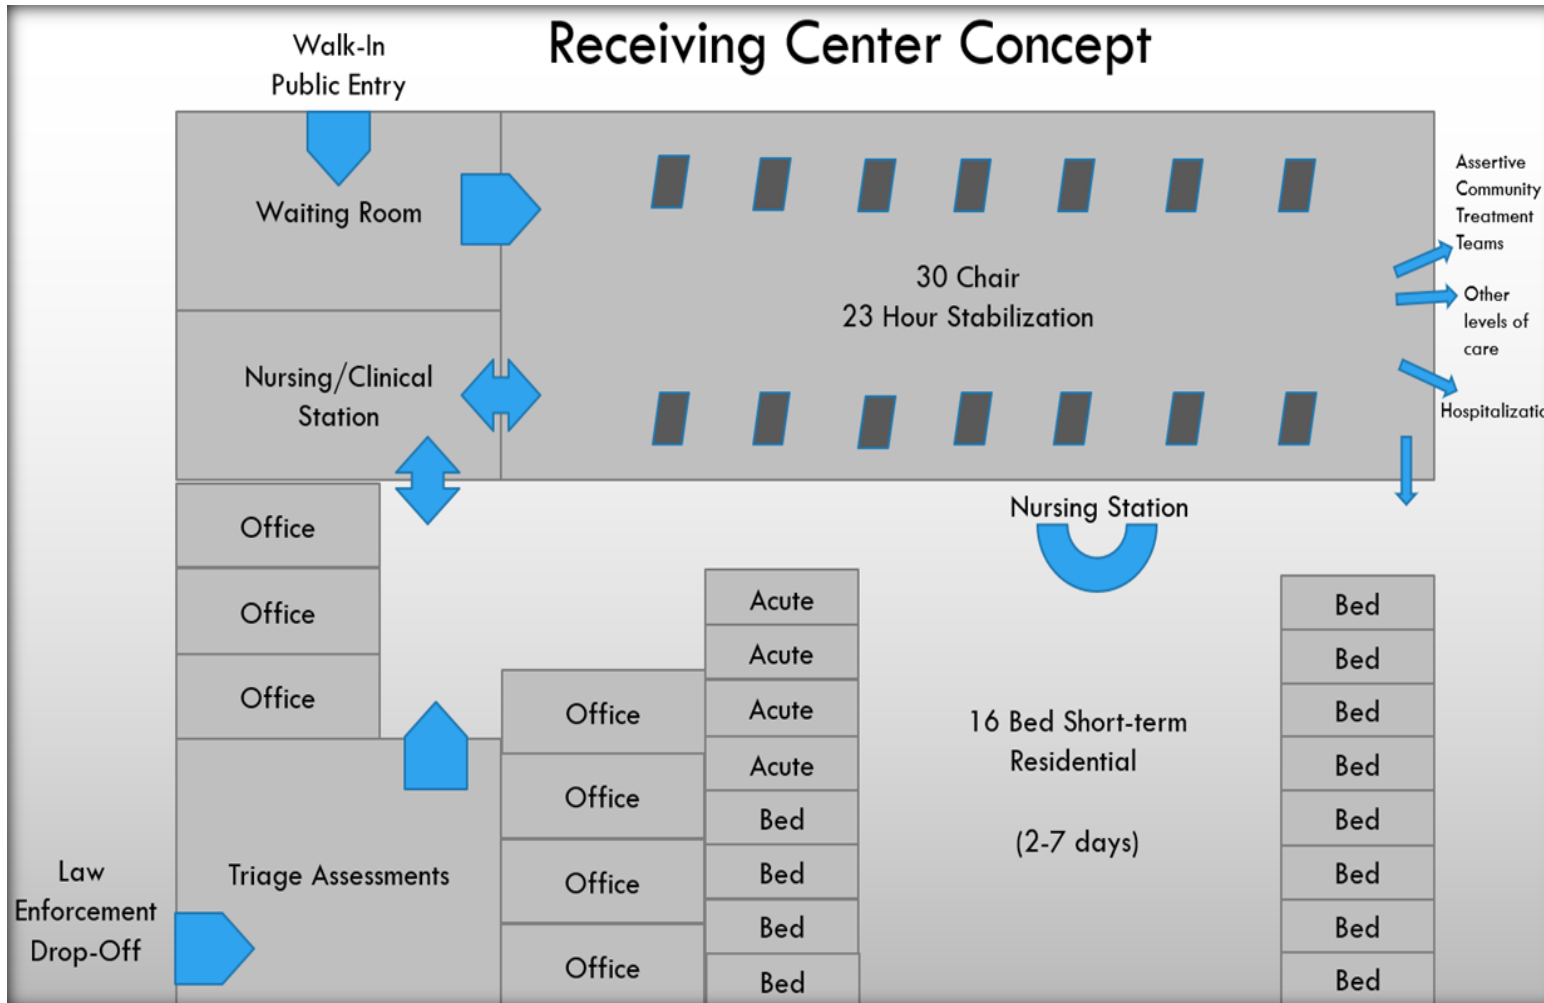 Receiving Center Concept
Walk-In
Public Entry
Waiting Room
30 Chair
23 Hour Stabilization
Assertive
Community
Treatment
Teams
Other
levels of
care
Hospitalizatio
Nursing/Clinical
Station
Nursing Station
Office
Office
Office
Triage Assessments
Law
Enforcement
Drop-Off
Office
Office
Office
Office
Acute
Acute
Acute
Acute
Bed
Bed
Bed
Bed
16 Bed Short-term
Residential
(2-7 days)
Bed
Bed
Bed
Bed
Bed
Bed
Bed
Bed